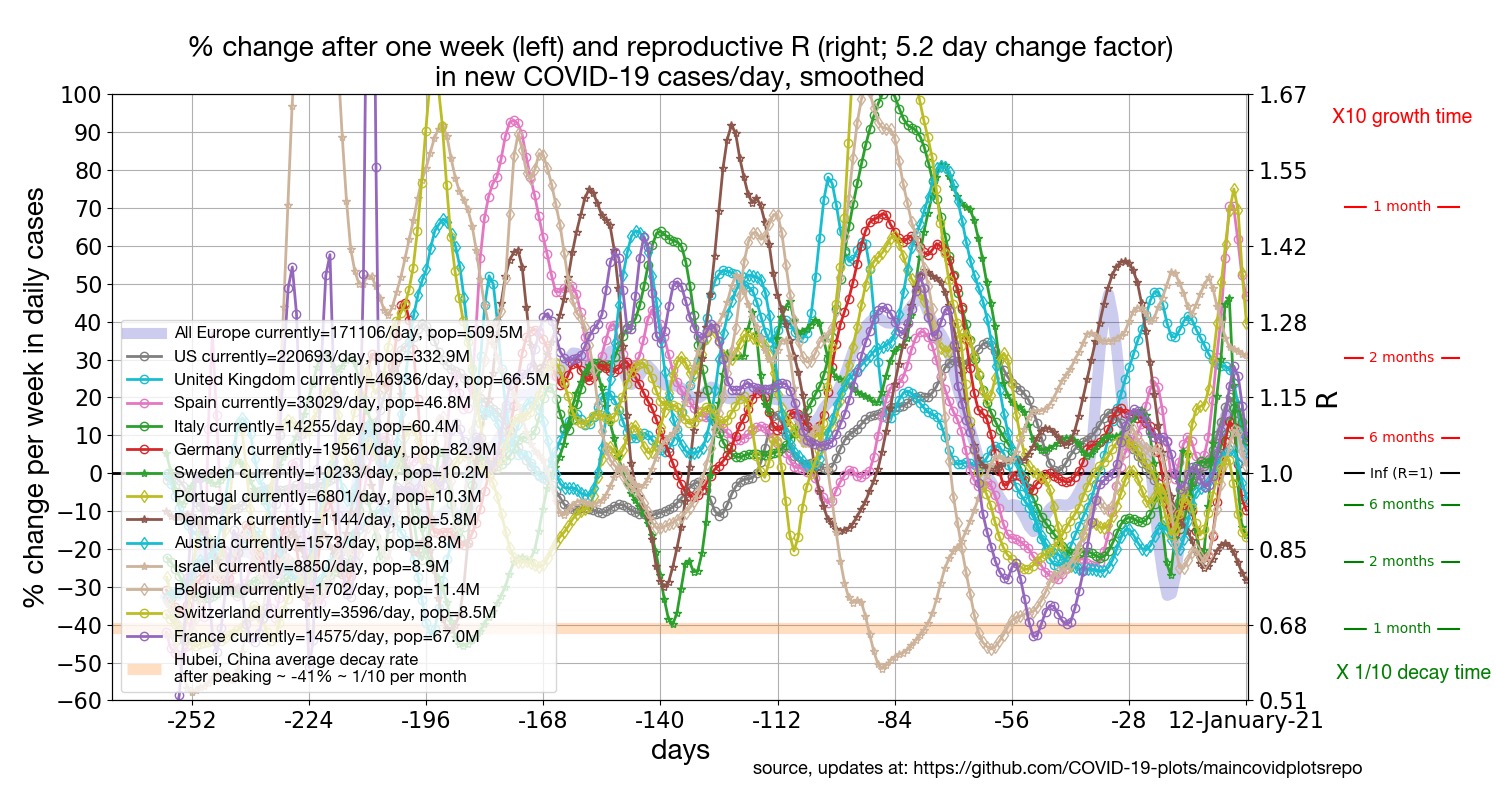 % change after one week (left) and reproductive R (right; 5.2 day change factor)
in new COVID-19 cases/day, smoothed
100
90
80
70
60
50
40
30
20
10
0
−10
−20
−30
−40
−50
−60
% change per week in daily cases
All Europe currently=171106/day, pop=509.5M
US currently=220693/day, pop=332.9M
United Kingdom currently=46936/day, pop=66.5M
Spain currently=33029/day, pop=46.8M
Italy currently=14255/day, pop=60.4M
Germany currently=19561/day, pop=82.9M
Sweden currently=10233/day, pop=10.2M
Portugal currently=6801/day, pop=10.3M
Denmark currently=1144/day, pop=5.8M
Austria currently=1573/day, pop=8.8M
Israel currently=8850/day, pop=8.9M
Belgium currently=1702/day, pop=11.4M
Switzerland currently=3596/day, pop=8.5M
France currently=14575/day, pop=67.0M
Hubei, China average decay rate
after peaking ~ -41% ~ 1/10 per month
-252 -224 -196 -168 -140 -112 -84 -56 -28 12-January-21
days
1.67
1.55
1.42
1.28
1.15
1.0
0.85
0.68
0.51
R
X10 growth time
1 month
2 months
6 months
Inf (R=1)
6 months
2 months
1 month
X 1/10 decay time
source, updates at: https://github.com/COVID-19-plots/maincovidplotsrepo